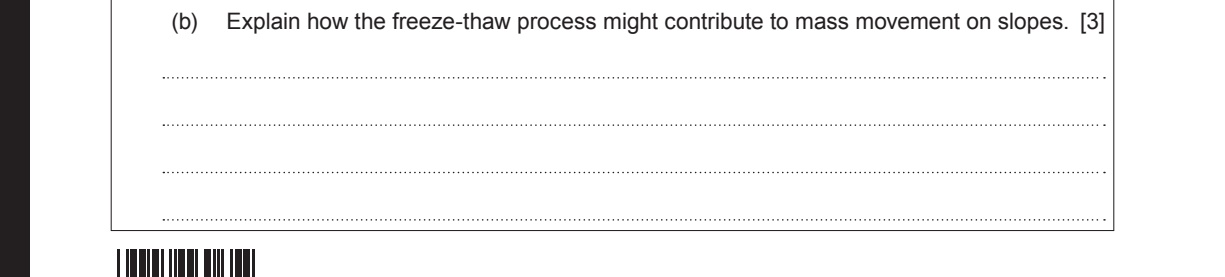 (b) Explain how the freeze-thaw process might contribute to mass movement on slopes. [3]